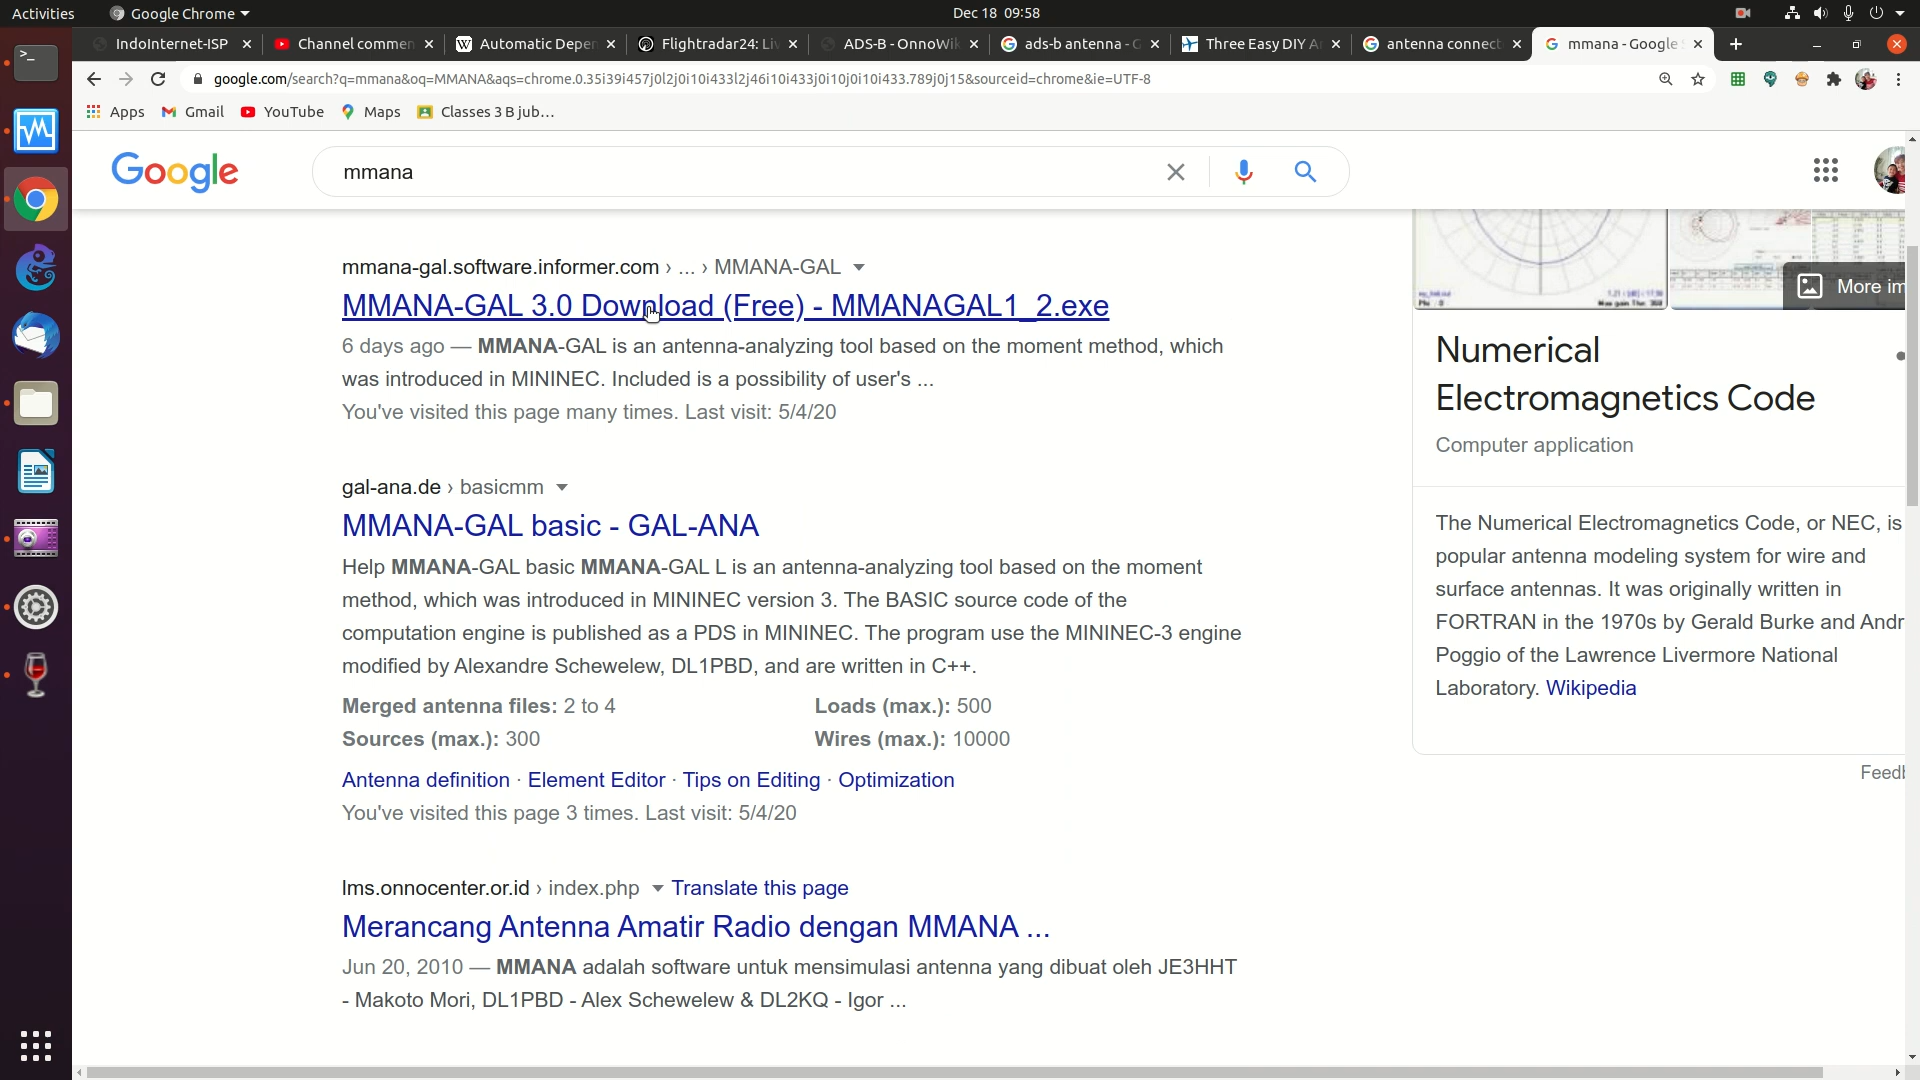 Activities
Google Chrome
Dec 18 09:58
IndoInternet-ISP
Channel commen
Automatic Depen
Flightradar24: Li
ADS-B - OnnoWi
ads-b antenna - G
Three Easy DIY A
antenna connect
mmana - Google
google.com/search?q=mmana&oq=MMANA&aqs=chrome.0.35i39i457j0l2j0i10i433l2j46i10i433j0i10j0i10i433.789j0j15&sourceid=chrome&ie=UTF-8
Apps
Gmail
YouTube
Maps
Classes 3 B jub...
Google
mmana
mmana-gal.software.informer.com › ... › MMANA-GAL
MMANA-GAL 3.0 Download (Free) - MMANAGAL1_2.exe
6 days ago — MMANA-GAL is an antenna-analyzing tool based on the moment method, which
was introduced in MININEC. Included is a possibility of user's ...
You've visited this page many times. Last visit: 5/4/20
gal-ana.de › basicmm
MMANA-GAL basic - GAL-ANA
Help MMANA-GAL basic MMANA-GAL L is an antenna-analyzing tool based on the moment
method, which was introduced in MININEC version 3. The BASIC source code of the
computation engine is published as a PDS in MININEC. The program use the MININEC-3 engine
modified by Alexandre Schewelew, DL1PBD, and are written in C++.
Merged antenna files: 2 to 4
Loads (max.): 500
Sources (max.): 300
Wires (max.): 10000
Antenna definition · Element Editor · Tips on Editing · Optimization
You've visited this page 3 times. Last visit: 5/4/20
lms.onnocenter.or.id › index.php
Translate this page
Merancang Antenna Amatir Radio dengan MMANA ...
Jun 20, 2010 — MMANA adalah software untuk mensimulasi antenna yang dibuat oleh JE3HHT
- Makoto Mori, DL1PBD - Alex Schewelew & DL2KQ - Igor ...
More im
Numerical
Electromagnetics Code
Computer application
The Numerical Electromagnetics Code, or NEC, is
popular antenna modeling system for wire and
surface antennas. It was originally written in
FORTRAN in the 1970s by Gerald Burke and Andr
Poggio of the Lawrence Livermore National
Laboratory. Wikipedia
Feedb